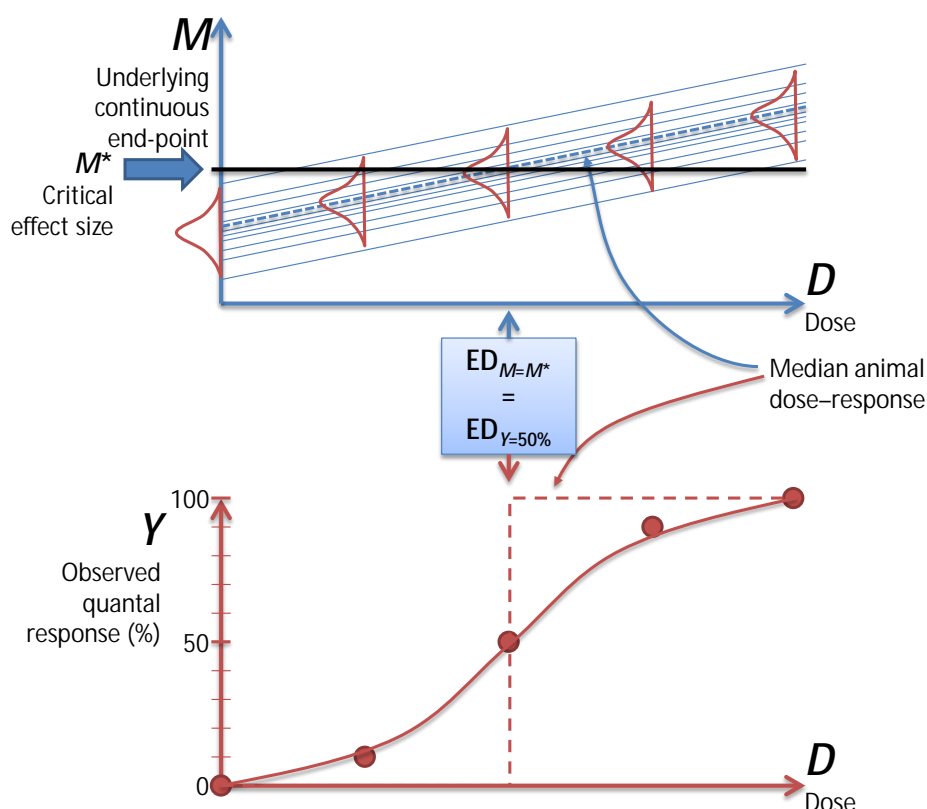 M
Underlying
continuous
end-point
M*
Critical
effect size
D
Dose
ED M=M*
=
ED Y=50%
Median animal
dose–response
100
Y
Observed
quantal
response (%)
50
0
D
Dose